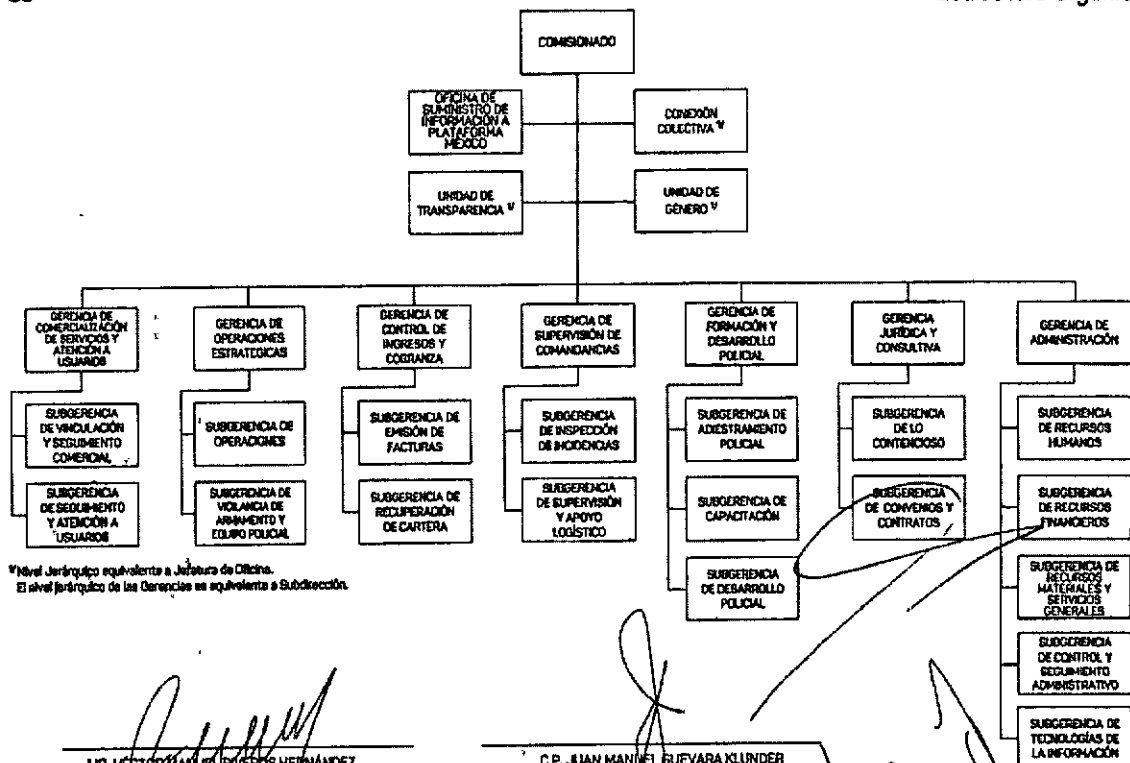 COMISIONADO
OFICINA DE
SUMINISTRO DE
INFORMACIÓN A
PLATAFORMA
MÉXICO
CONEXIÓN
COLECTIVA 1/
UNIDAD DE
TRANSPARENCIA 1/
UNIDAD DE
GÉNERO 1/
GERENCIA DE
COMERCIALIZACIÓN
DE SERVICIOS Y
ATENCIÓN A
USUARIOS
GERENCIA DE
OPERACIONES
ESTRATEGICAS
GERENCIA DE
CONTROL DE
INGRESOS Y
COBRANZA
GERENCIA DE
SUPERVISIÓN DE
COMANDANCIAS
GERENCIA DE
FORMACIÓN Y
DESARROLLO
POLICIAL
GERENCIA
JURÍDICA Y
CONSULTIVA
GERENCIA DE
ADMINISTRACIÓN
SUBGERENCIA
DE VINCULACIÓN
Y SEGUIMIENTO
COMERCIAL
SUBGERENCIA DE
OPERACIONES
SUBGERENCIA DE
EMISIÓN DE
FACTURAS
SUBGERENCIA
DE INSPECCIÓN
DE INCIDENCIAS
SUBGERENCIA DE
ADIESTRAMIENTO
POLICIAL
SUBGERENCIA
DE LO
CONTENCIOSO
SUBGERENCIA
DE RECURSOS
HUMANOS
SUBGERENCIA
DE SEGUIMIENTO
Y ATENCIÓN A
USUARIOS
SUBGERENCIA DE
VIGILANCIA DE
ARMAMENTO Y
EQUIPO POLICIAL
SUBGERENCIA DE
RECUPERACIÓN
DE CARTERA
SUBGERENCIA
DE SUPERVISIÓN
Y APOYO
LOGÍSTICO
SUBGERENCIA DE
CAPACITACIÓN
SUBGERENCIA
DE CONVENIOS Y
CONTRATOS
SUBGERENCIA
DE RECURSOS
FINANCIEROS
SUBGERENCIA
DE DESARROLLO
POLICIAL
SUBGERENCIA DE
RECURSOS
MATERIALES Y
SERVICIOS
GENERALES
SUBGERENCIA
DE CONTROL Y
SEGUIMIENTO
ADMINISTRATIVO
SUBGERENCIA DE
TECNOLOGÍAS DE
LA INFORMACIÓN
1/ Nivel Jerárquico equivalente a Jefatura de Oficina.
El nivel jerárquico de las Gerencias es equivalente a Subdirección.
HERNÁNDEZ
C.P. JUAN MANUEL GUEVARA KLUNDER